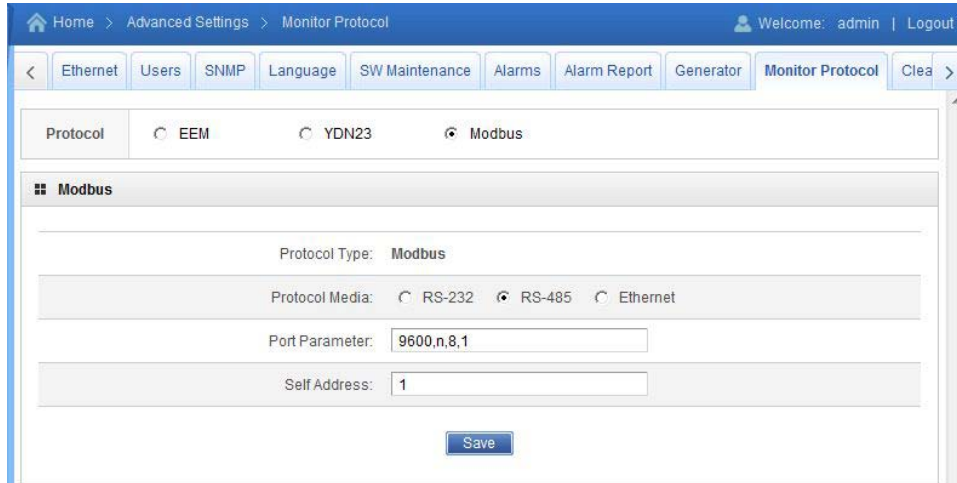 Home > Advanced Settings > Monitor Protocol Welcome: admin | Logout
< Ethernet Users SNMP Language SW Maintenance Alarms Alarm Report Generator Monitor Protocol Clea >
Protocol EEM YDN23 Modbus
Modbus
Protocol Type: Modbus
Protocol Media: RS-232 RS-485 Ethernet
Port Parameter: 9600,n,8,1
Self Address: 1
Save